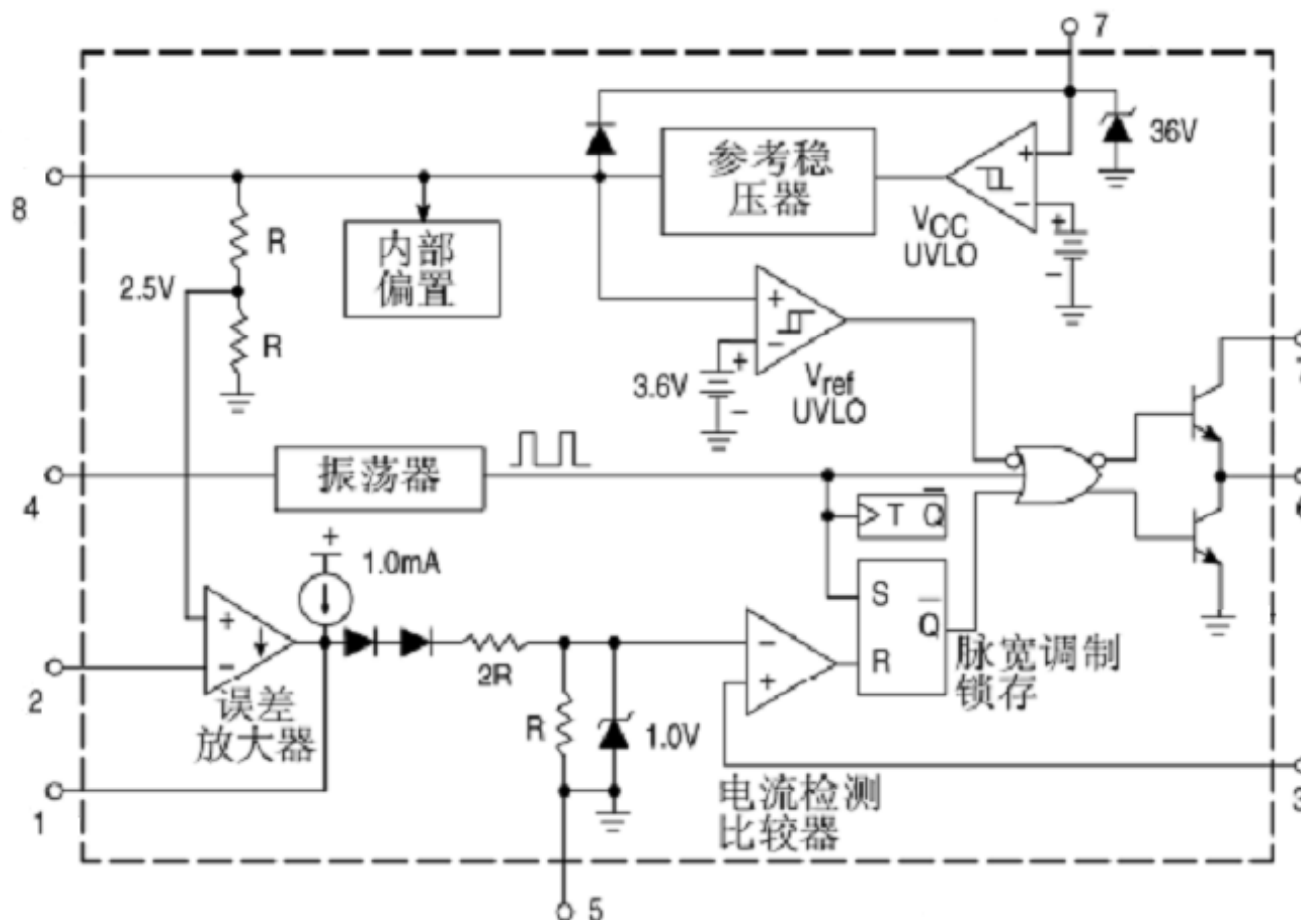 7
36V
参考稳
压器
+
−
VCC
UVLO
+
−
8
R
内部
偏置
2.5V
R
+
−
3.6V
+
−
Vref
UVLO
4
振荡器
T Q̅
6
+
1.0mA
S
Q̅
R
脉宽调制
锁存
+
−
2
误差
放大器
2R
R
1.0V
−
+
电流检测
比较器
1
3
5